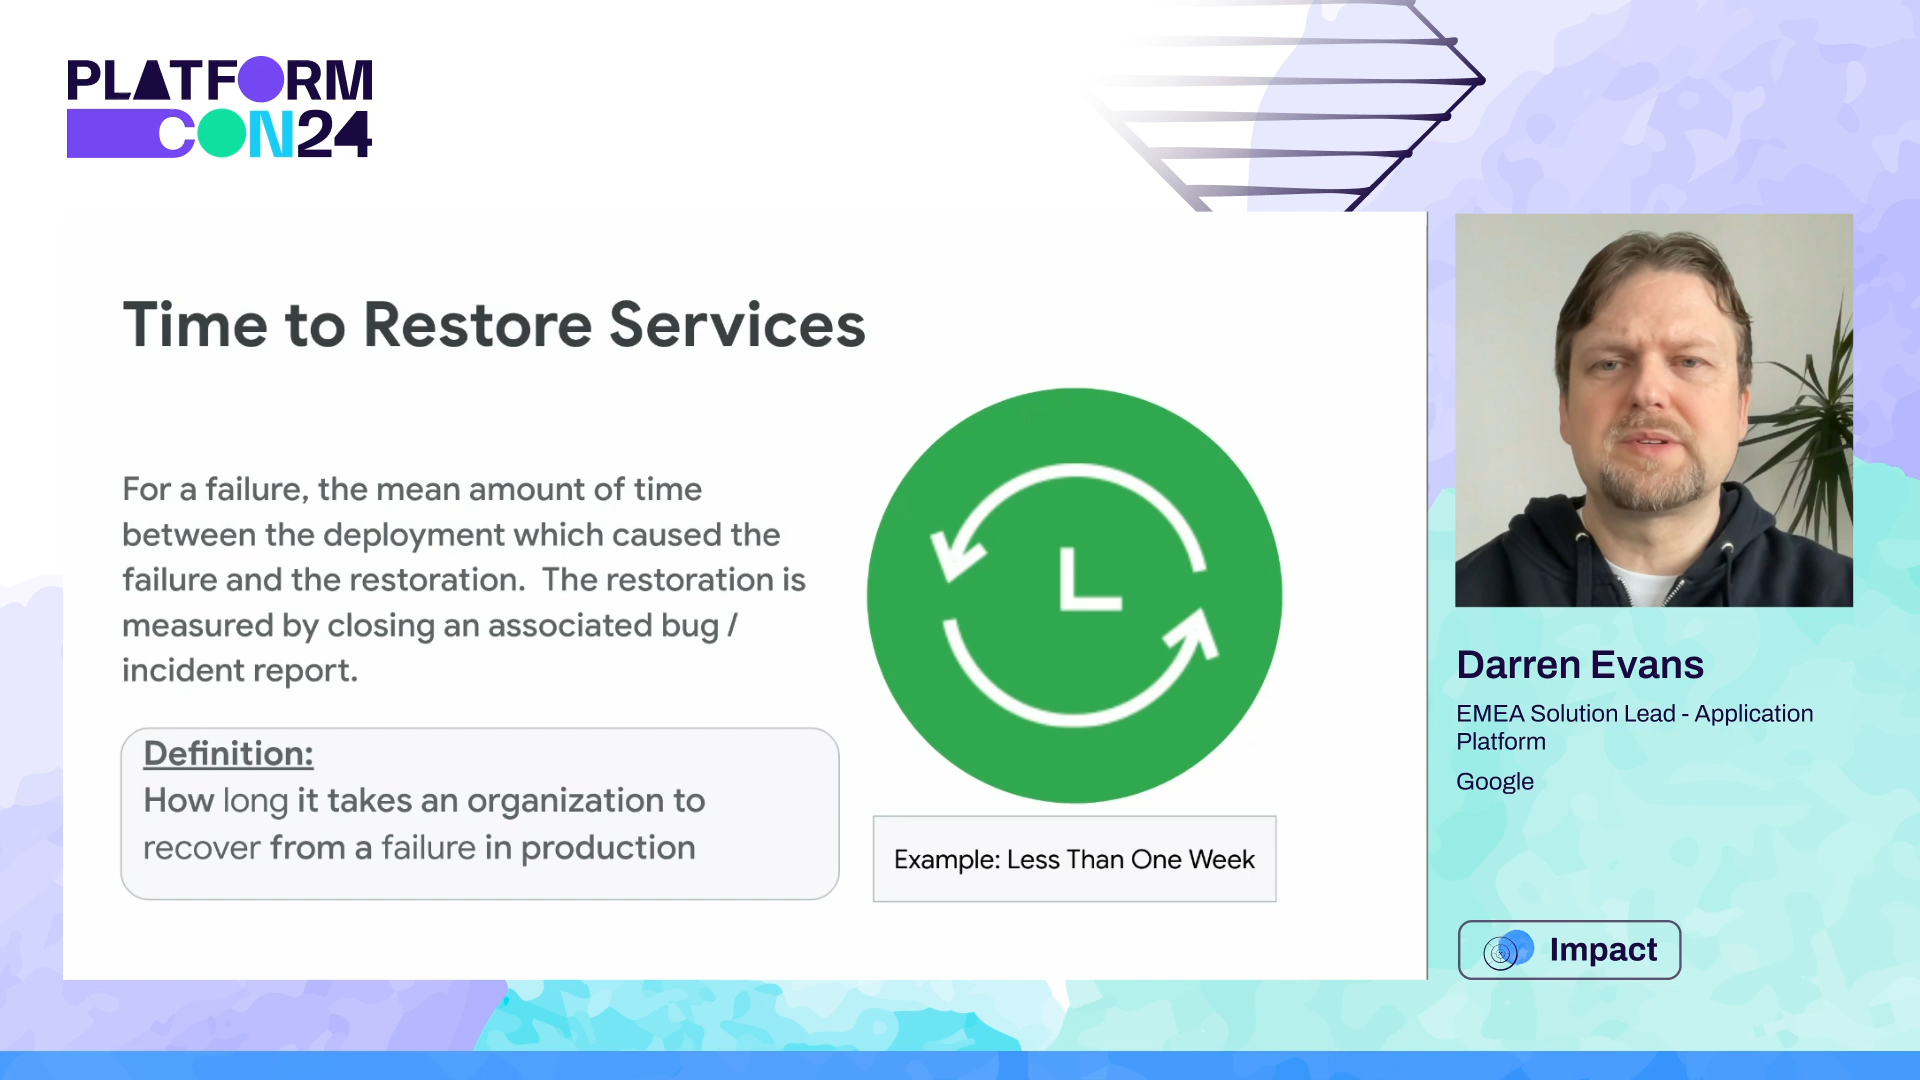 PLATFORM
CON24
Time to Restore Services
For a failure, the mean amount of time
between the deployment which caused the
failure and the restoration.  The restoration is
measured by closing an associated bug /
incident report.
Definition:
How long it takes an organization to
recover from a failure in production
Example: Less Than One Week
Darren Evans
EMEA Solution Lead - Application
Platform
Google
Impact